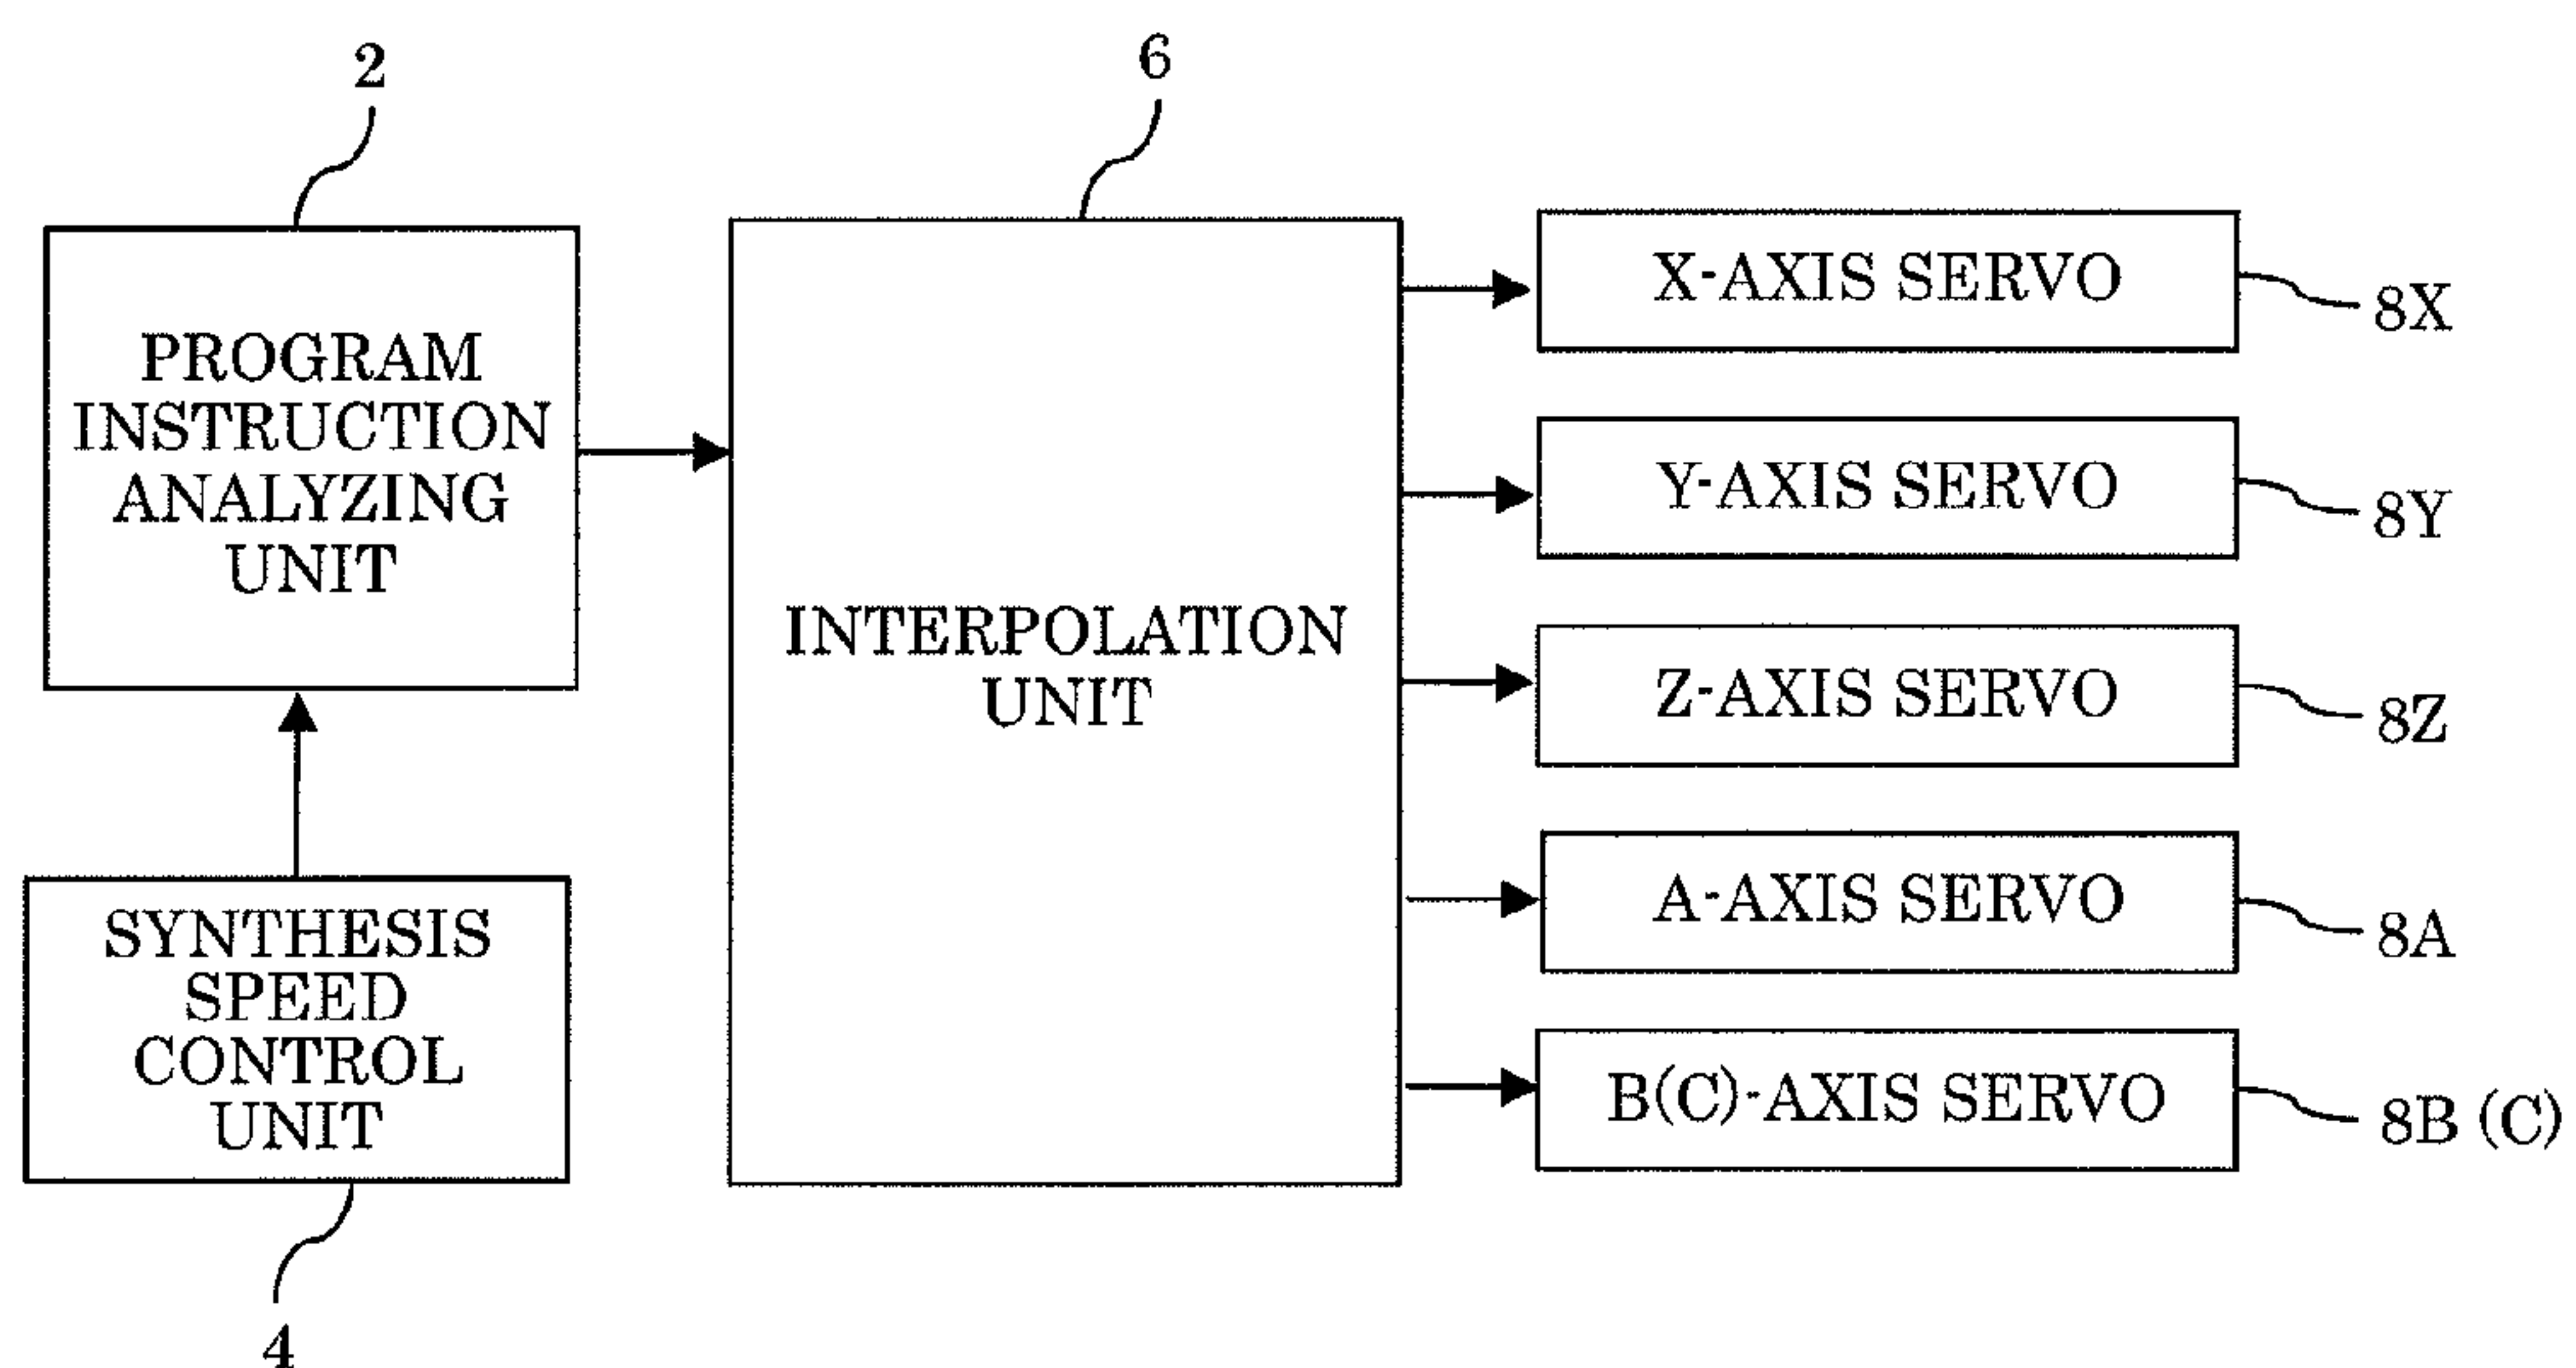 2
6
PROGRAM
INSTRUCTION
ANALYZING
UNIT
SYNTHESIS
SPEED
CONTROL
UNIT
4
INTERPOLATION
UNIT
X-AXIS SERVO
8X
Y-AXIS SERVO
8Y
Z-AXIS SERVO
8Z
A-AXIS SERVO
8A
B(C)-AXIS SERVO
8B (C)